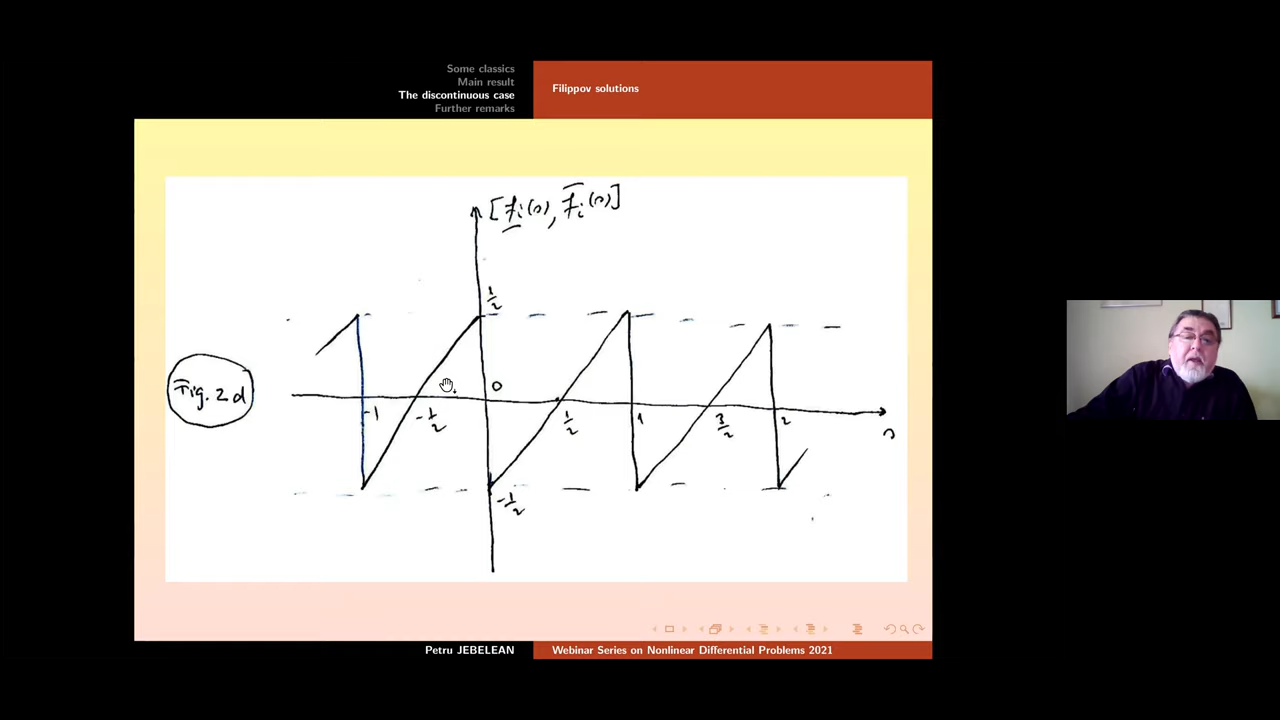 Some classics
Main result
The discontinuous case
Further remarks
Filippov solutions
[f̲ᵢ(s), f̄ᵢ(s)]
1/2
Fig. 2d
-1
-1/2
0
1/2
1
3/2
2
s
-1/2
Petru JEBELEAN
Webinar Series on Nonlinear Differential Problems 2021